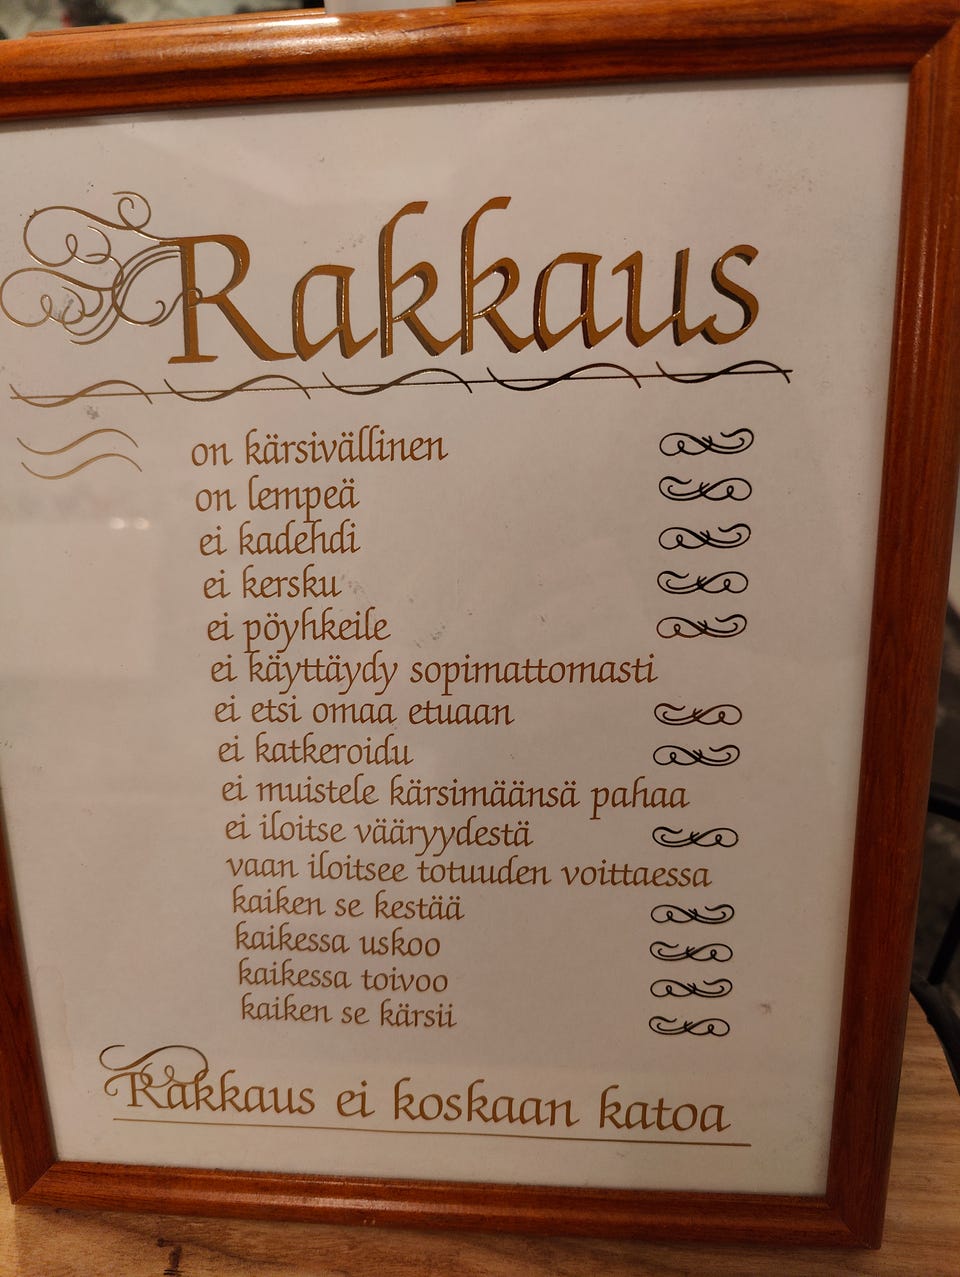 Rakkaus
on kärsivällinen
on lempeä
ei kadehdi
ei kersku
ei pöyhkeile
ei käyttäydy sopimattomasti
ei etsi omaa etuaan
ei katkeroidu
ei muistele kärsimäänsä pahaa
ei iloitse vääryydestä
vaan iloitsee totuuden voittaessa
kaiken se kestää
kaikessa uskoo
kaikessa toivoo
kaiken se kärsii
Rakkaus ei koskaan katoa